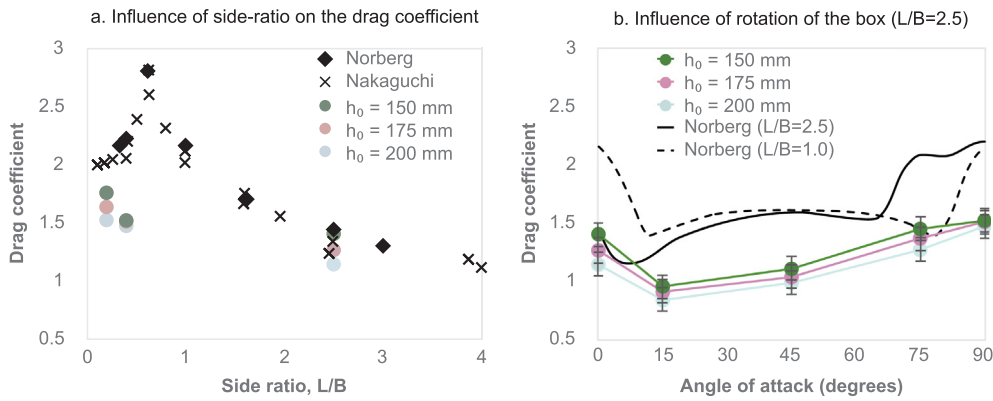 a. Influence of side-ratio on the drag coefficient
3
2.5
2
1.5
1
0.5
Drag coefficient
0
1
2
3
4
Side ratio, L/B
Norberg
Nakaguchi
h₀ = 150 mm
h₀ = 175 mm
h₀ = 200 mm
b. Influence of rotation of the box (L/B=2.5)
3
2.5
2
1.5
1
0.5
Drag coefficient
0
15
30
45
60
75
90
Angle of attack (degrees)
h₀ = 150 mm
h₀ = 175 mm
h₀ = 200 mm
Norberg (L/B=2.5)
Norberg (L/B=1.0)